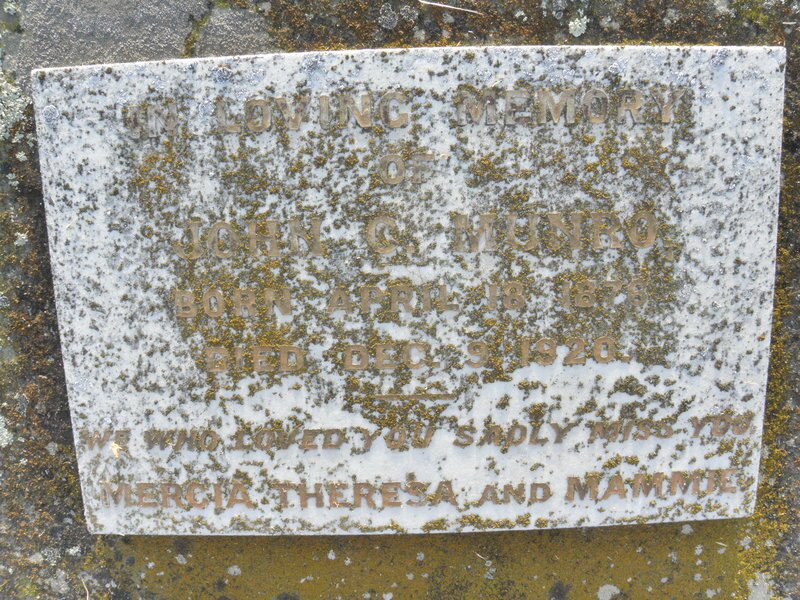 IN LOVING MEMORY
OF
JOHN C. MUNRO,
BORN APRIL 18, 1876.
DIED DEC. 9, 1920.
WE WHO LOVED YOU SADLY MISS YOU
MERCIA THERESA AND MAMMIE.